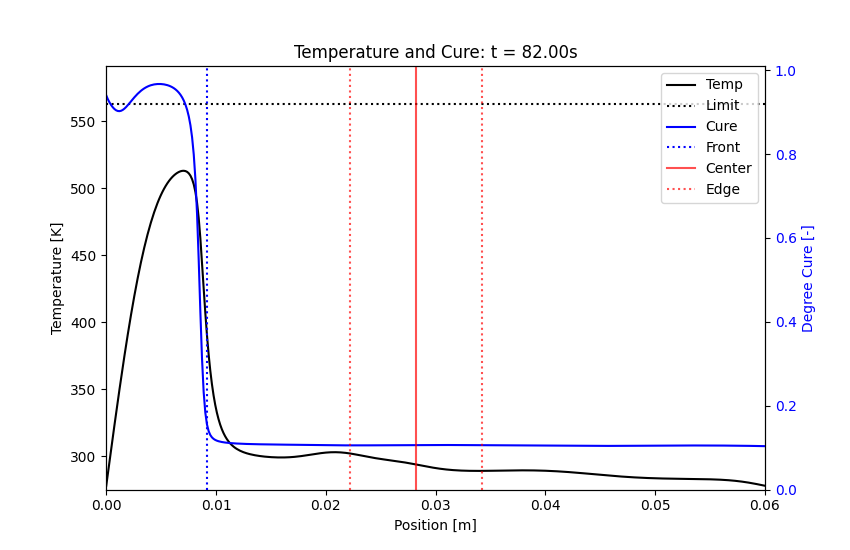 Temperature and Cure: t = 82.00s
Temp
Limit
Cure
Front
Center
Edge
550
500
450
400
350
300
Temperature [K]
1.0
0.8
0.6
0.4
0.2
0.0
Degree Cure [-]
0.00 0.01 0.02 0.03 0.04 0.05 0.06
Position [m]